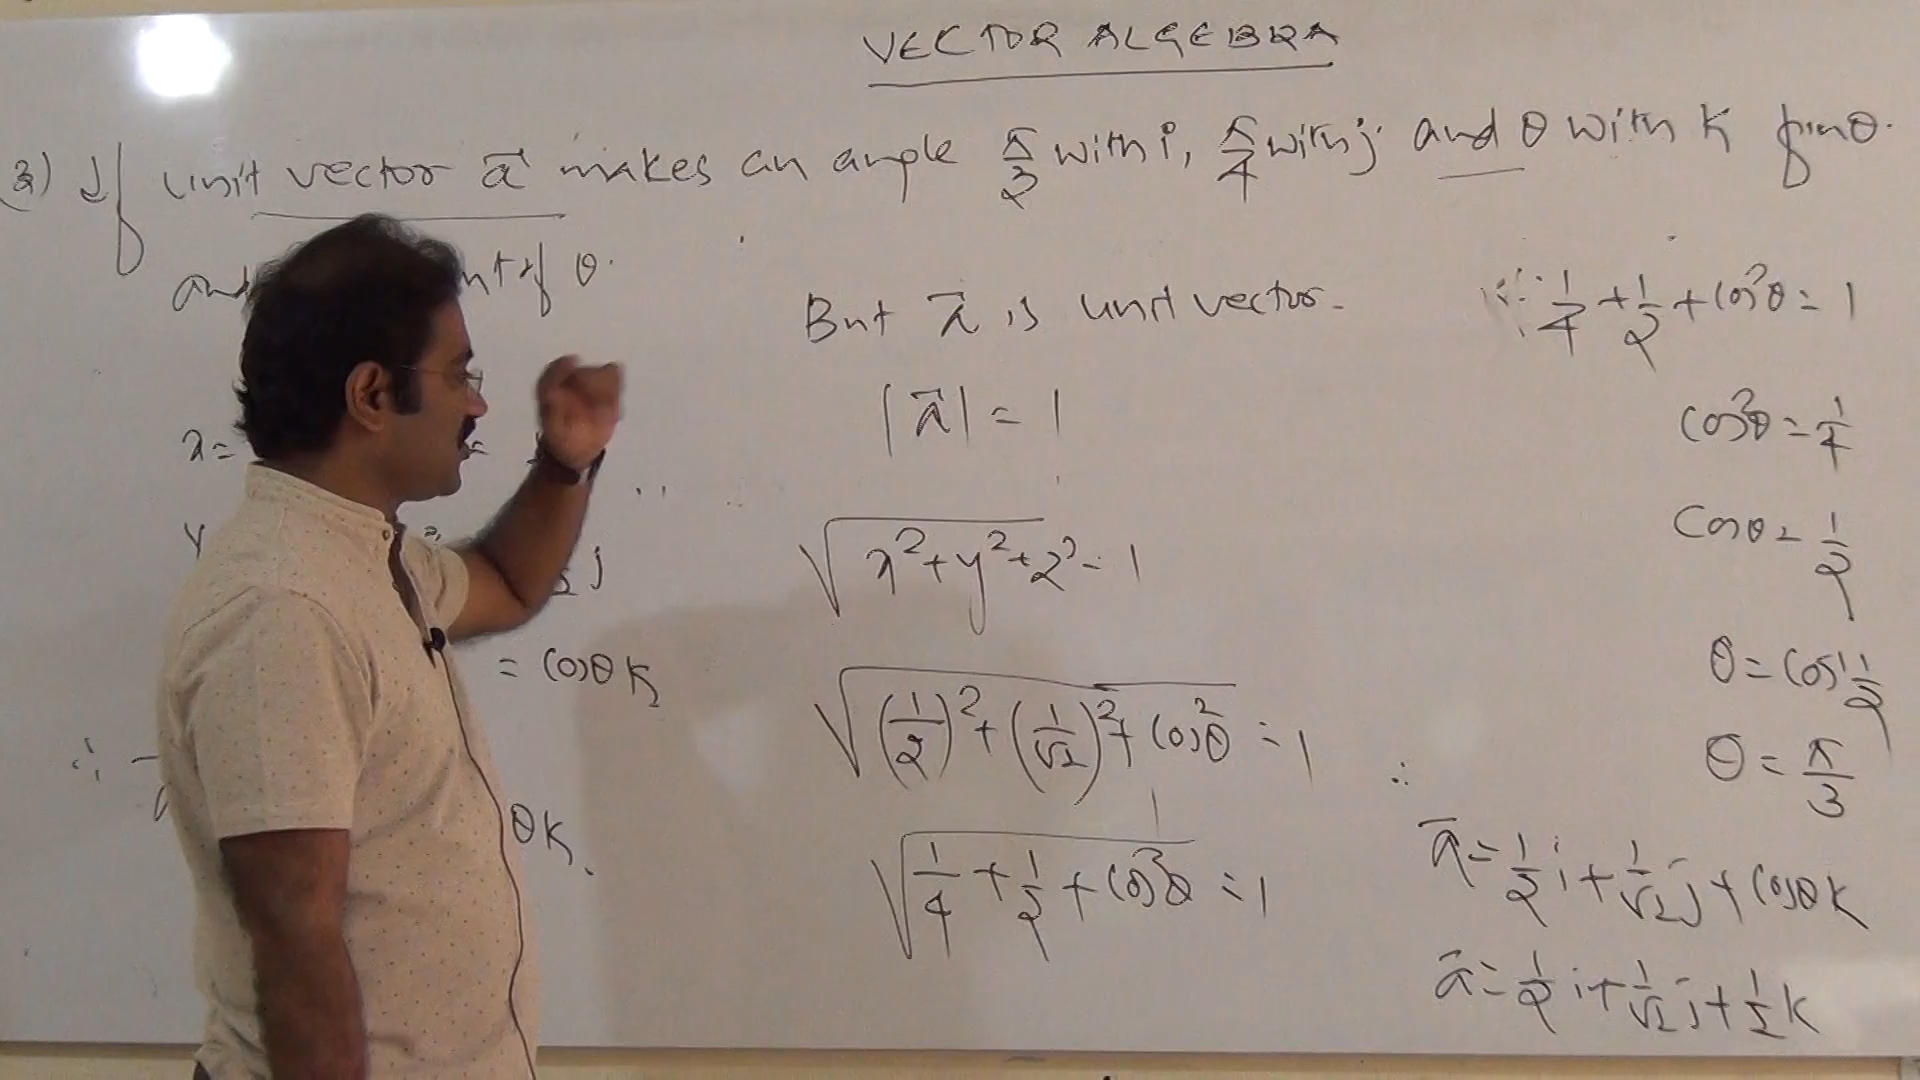 VECTOR ALGEBRA
3) If unit vector a⃗ makes an angle π/3 with i, π/4 with j and θ with k find θ.
and θ.
x =
y j
= cosθ k
∴
θk.
But a⃗ is unit vector.
|a⃗| = 1
√(x² + y² + z²) = 1
√((1/2)² + (1/√2)² + cos²θ) = 1
√(1/4 + 1/2 + cos²θ) = 1
1/4 + 1/2 + cos²θ = 1
cos²θ = 1/4
cosθ = 1/2
θ = cos⁻¹ 1/2
θ = π/3
∴
a⃗ = 1/2 i + 1/√2 j + cosθ k
a⃗ = 1/2 i + 1/√2 j + 1/2 k